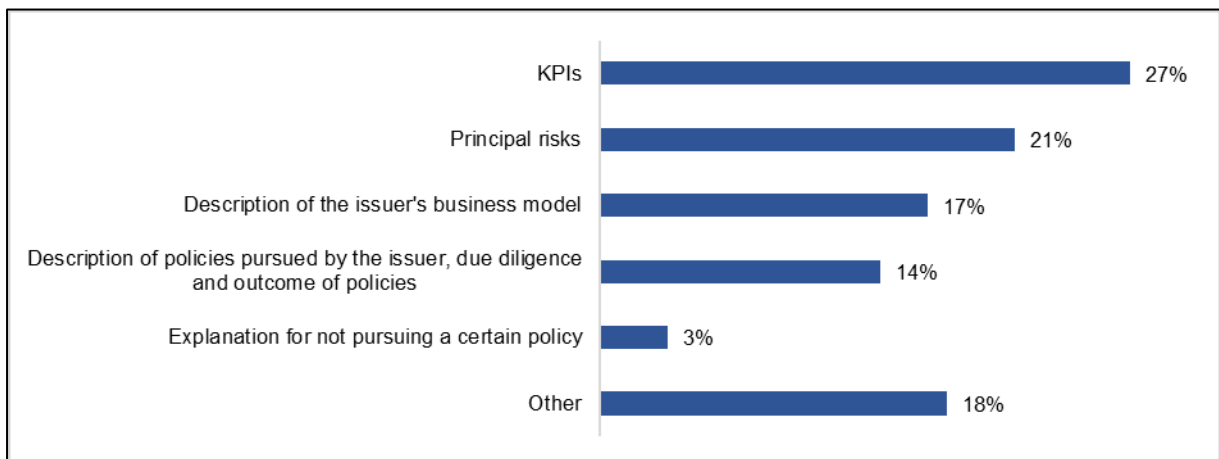 KPIs
27%
Principal risks
21%
Description of the issuer's business model
17%
Description of policies pursued by the issuer, due diligence
and outcome of policies
14%
Explanation for not pursuing a certain policy
3%
Other
18%